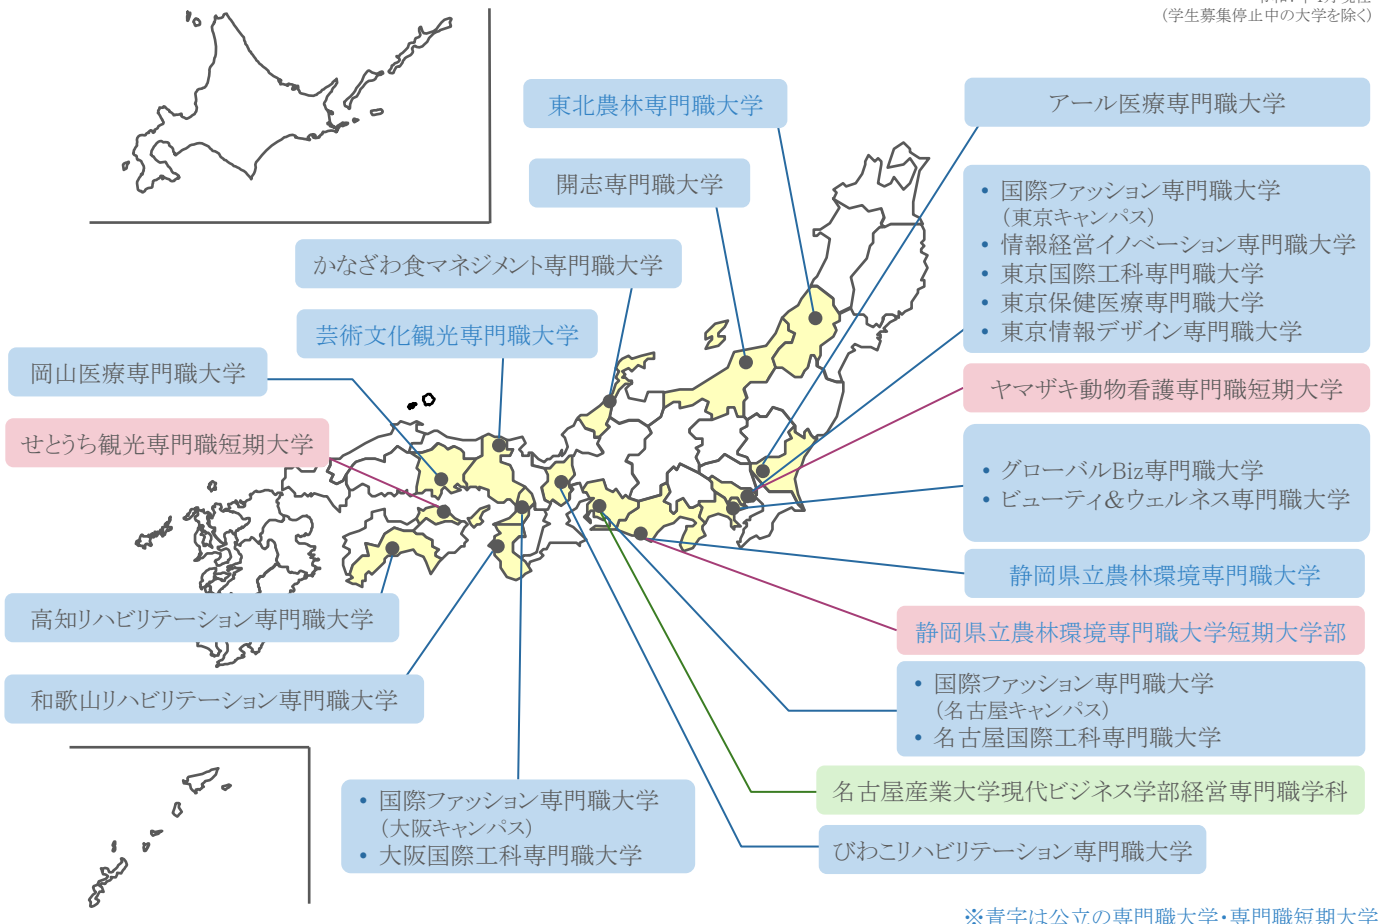 (学生募集停止中の大学を除く)
東北農林専門職大学
アール医療専門職大学
開志専門職大学
• 国際ファッション専門職大学
(東京キャンパス)
• 情報経営イノベーション専門職大学
• 東京国際工科専門職大学
• 東京保健医療専門職大学
• 東京情報デザイン専門職大学
かなざわ食マネジメント専門職大学
芸術文化観光専門職大学
岡山医療専門職大学
ヤマザキ動物看護専門職短期大学
せとうち観光専門職短期大学
• グローバルBiz専門職大学
• ビューティ&ウェルネス専門職大学
静岡県立農林環境専門職大学
高知リハビリテーション専門職大学
静岡県立農林環境専門職大学短期大学部
和歌山リハビリテーション専門職大学
• 国際ファッション専門職大学
(名古屋キャンパス)
• 名古屋国際工科専門職大学
名古屋産業大学現代ビジネス学部経営専門職学科
• 国際ファッション専門職大学
(大阪キャンパス)
• 大阪国際工科専門職大学
びわこリハビリテーション専門職大学
※青字は公立の専門職大学・専門職短期大学